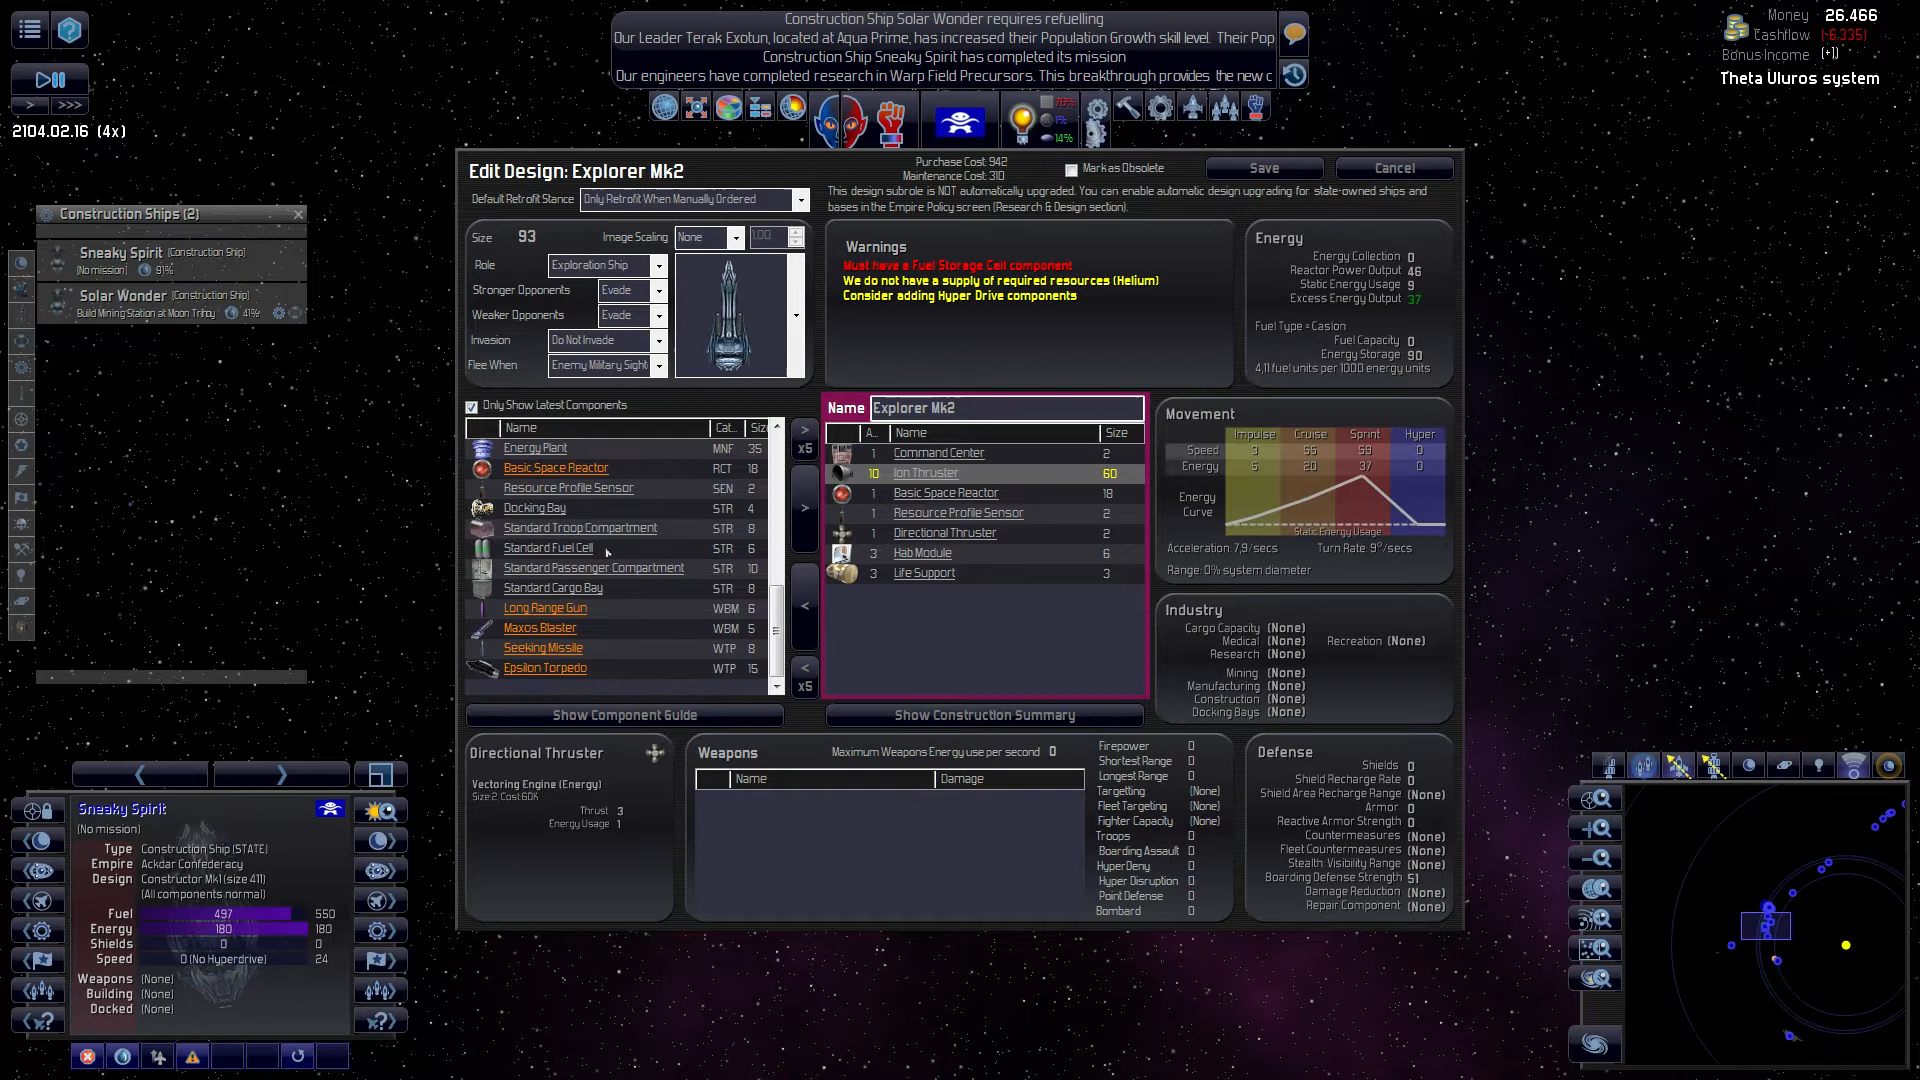 Construction Ship Solar Wonder requires refuelling
Our Leader Terak Exotun, located at Aqua Prime, has increased their Population Growth skill level. Their Pop
Construction Ship Sneaky Spirit has completed its mission
Our engineers have completed research in Warp Field Precursors. This breakthrough provides the new c
Money 26.466
Cashflow (-6.335)
Bonus Income (+1)
Theta Uluros system
> >>>
2104.02.16 (4x)
76%
1%
14%
Construction Ships (2)
Sneaky Spirit (Construction Ship)
(No mission) 91%
Solar Wonder (Construction Ship)
Build Mining Station at Moon Trihoy 41%
Edit Design: Explorer Mk2
Purchase Cost: 942
Maintenance Cost: 310
Mark as Obsolete
Save
Cancel
Default Retrofit Stance Only Retrofit When Manually Ordered
This design subrole is NOT automatically upgraded. You can enable automatic design upgrading for state-owned ships and
bases in the Empire Policy screen (Research & Design section).
Size 93 Image Scaling None 1.00
Role Exploration Ship
Stronger Opponents Evade
Weaker Opponents Evade
Invasion Do Not Invade
Flee When Enemy Military Sight
Warnings
Must have a Fuel Storage Cell component
We do not have a supply of required resources (Helium)
Consider adding Hyper Drive components
Energy
Energy Collection 0
Reactor Power Output 46
Static Energy Usage 9
Excess Energy Output 37
Fuel Type = Caslon
Fuel Capacity 0
Energy Storage 90
4,11 fuel units per 1000 energy units
Only Show Latest Components
Name Cat... Size
Energy Plant MNF 35
Basic Space Reactor RCT 18
Resource Profile Sensor SEN 2
Docking Bay STR 4
Standard Troop Compartment STR 8
Standard Fuel Cell STR 6
Standard Passenger Compartment STR 10
Standard Cargo Bay STR 8
Long Range Gun WBM 6
Maxos Blaster WBM 5
Seeking Missile WTP 8
Epsilon Torpedo WTP 15
> x5
>
<
< x5
Name Explorer Mk2
A... Name Size
1 Command Center 2
10 Ion Thruster 60
1 Basic Space Reactor 18
1 Resource Profile Sensor 2
1 Directional Thruster 2
3 Hab Module 6
3 Life Support 3
Movement
Impulse Cruise Sprint Hyper
Speed 3 55 59 0
Energy 5 20 37 0
Energy
Curve
Static Energy Usage
Acceleration: 7,9/secs Turn Rate: 9°/secs
Range: 0% system diameter
Industry
Cargo Capacity (None)
Medical (None) Recreation (None)
Research (None)
Mining (None)
Manufacturing (None)
Construction (None)
Docking Bays (None)
Show Component Guide
Show Construction Summary
Directional Thruster
Vectoring Engine (Energy)
Size: 2, Cost: 60K
Thrust 3
Energy Usage 1
Weapons Maximum Weapons Energy use per second 0
Name Damage
Firepower 0
Shortest Range 0
Longest Range 0
Targetting (None)
Fleet Targeting (None)
Fighter Capacity (None)
Troops 0
Boarding Assault 0
HyperDeny 0
Hyper Disruption 0
Point Defense 0
Bombard 0
Defense
Shields 0
Shield Recharge Rate 0
Shield Area Recharge Range (None)
Armor 0
Reactive Armor Strength 0
Countermeasures (None)
Fleet Countermeasures (None)
Stealth: Visibility Range (None)
Boarding Defense Strength 51
Damage Reduction (None)
Repair Component (None)
Sneaky Spirit
(No mission)
Type Construction Ship (STATE)
Empire Ackdar Confederacy
Design Constructor Mk1 (size 411)
(All components normal)
Fuel 497 550
Energy 180 180
Shields 0 0
Speed 0 (No Hyperdrive) 24
Weapons (None)
Building (None)
Docked (None)